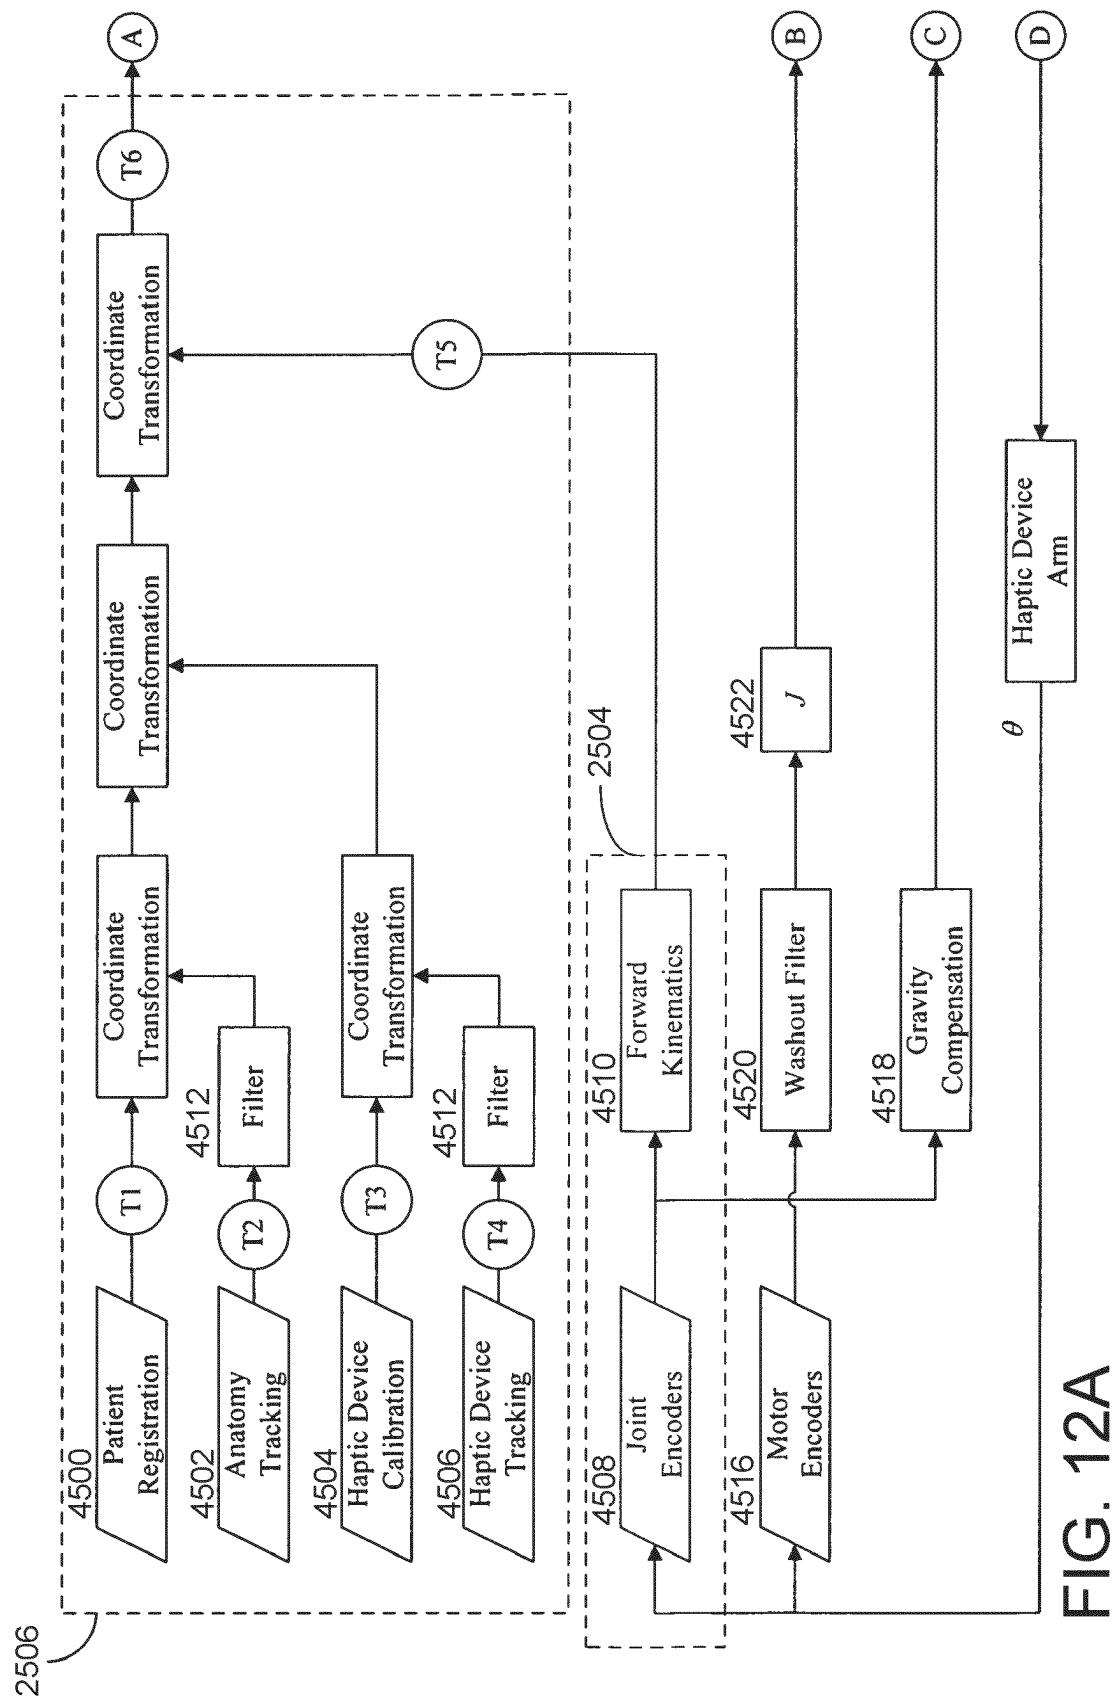 2506
4500
Patient
Registration
T1
Coordinate
Transformation
Coordinate
Transformation
Coordinate
Transformation
T6
A
4502
Anatomy
Tracking
T2
4512
Filter
4504
Haptic Device
Calibration
T3
Coordinate
Transformation
T5
4506
Haptic Device
Tracking
T4
4512
Filter
2504
4508
Joint
Encoders
4510
Forward
Kinematics
4516
Motor
Encoders
4520
Washout Filter
4522
J
B
4518
Gravity
Compensation
C
θ
Haptic Device
Arm
D
FIG. 12A